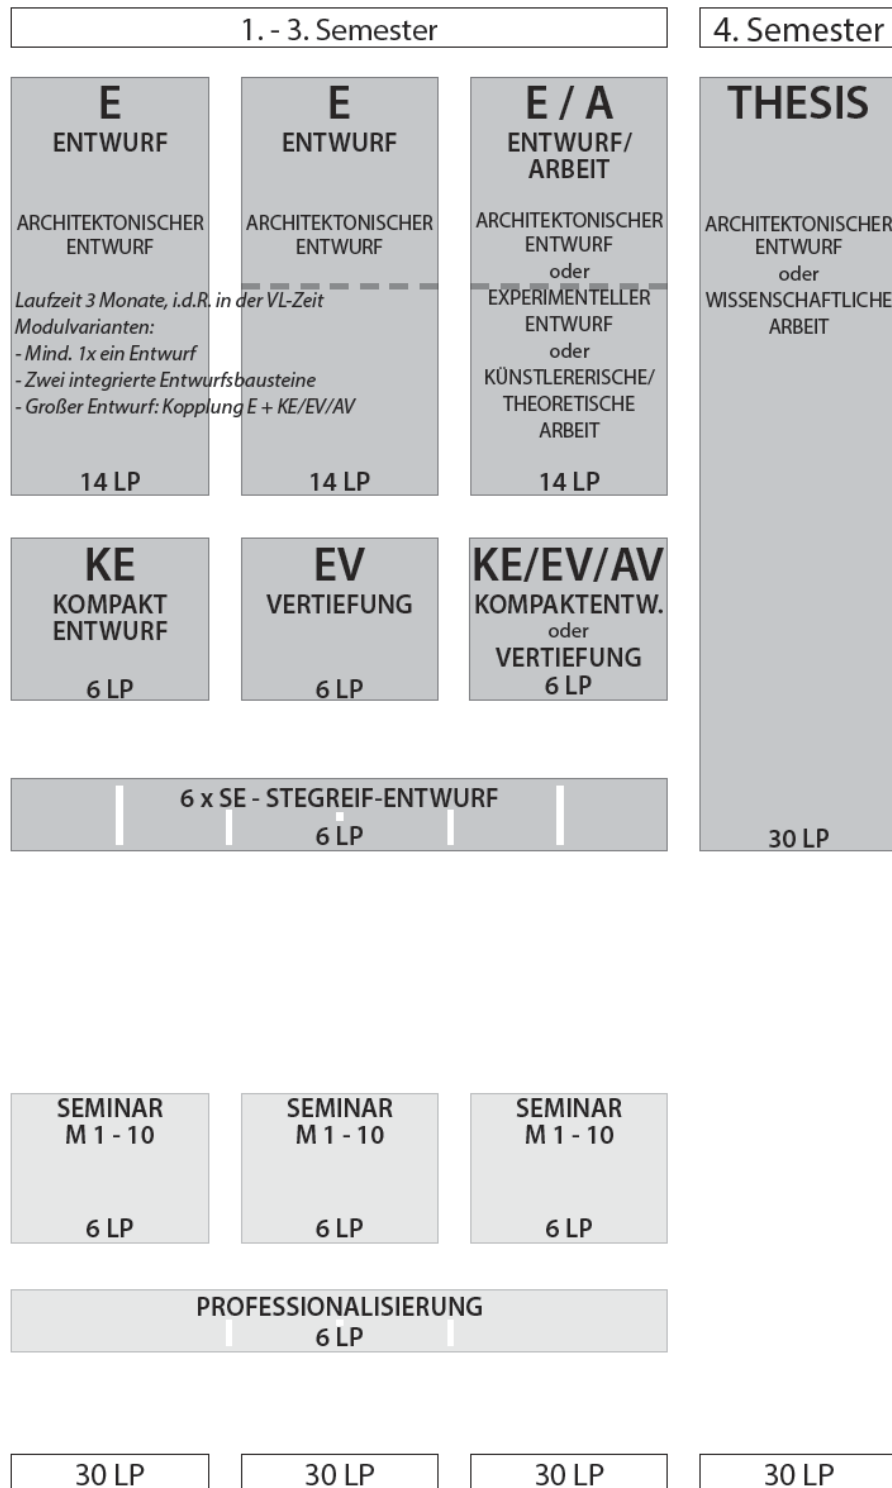 1. - 3. Semester
4. Semester
E
ENTWURF
ARCHITEKTONISCHER
ENTWURF
Laufzeit 3 Monate, i.d.R. in der VL-Zeit
Modulvarianten:
- Mind. 1x ein Entwurf
- Zwei integrierte Entwurfsbausteine
- Großer Entwurf: Kopplung E + KE/EV//AV
14 LP
E
ENTWURF
ARCHITEKTONISCHER
ENTWURF
14 LP
E / A
ENTWURF/
ARBEIT
ARCHITEKTONISCHER
ENTWURF
oder
EXPERIMENTELLER
ENTWURF
oder
KÜNSTLERERISCHE/
THEORETISCHE
ARBEIT
14 LP
THESIS
ARCHITEKTONISCHER
ENTWURF
oder
WISSENSCHAFTLICHE
ARBEIT
30 LP
KE
KOMPAKT
ENTWURF
6 LP
EV
VERTIEFUNG
6 LP
KE/EV/AV
KOMPAKTENTW.
oder
VERTIEFUNG
6 LP
6 x SE - STEGREIF-ENTWURF
6 LP
SEMINAR
M 1 - 10
6 LP
SEMINAR
M 1 - 10
6 LP
SEMINAR
M 1 - 10
6 LP
PROFESSIONALISIERUNG
6 LP
30 LP
30 LP
30 LP
30 LP